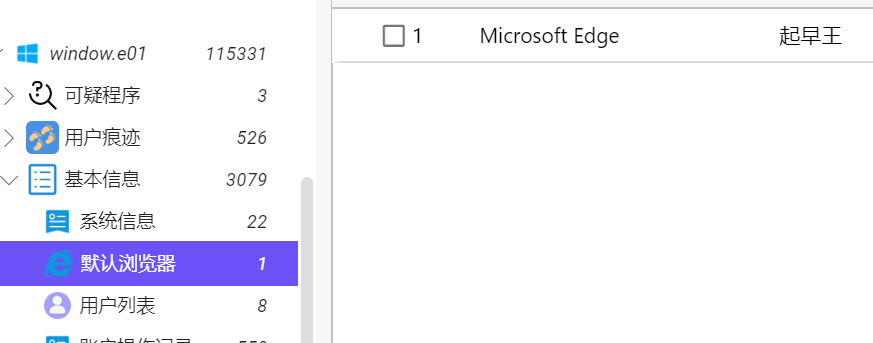 1 Microsoft Edge 起早王
window.e01 115331
可疑程序 3
用户痕迹 526
基本信息 3079
系统信息 22
默认浏览器 1
用户列表 8